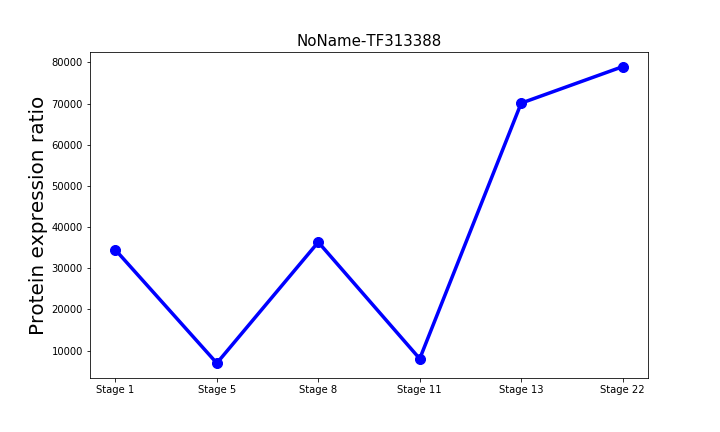 NoName-TF313388
Protein expression ratio
80000
70000
60000
50000
40000
30000
20000
10000
Stage 1 Stage 5 Stage 8 Stage 11 Stage 13 Stage 22